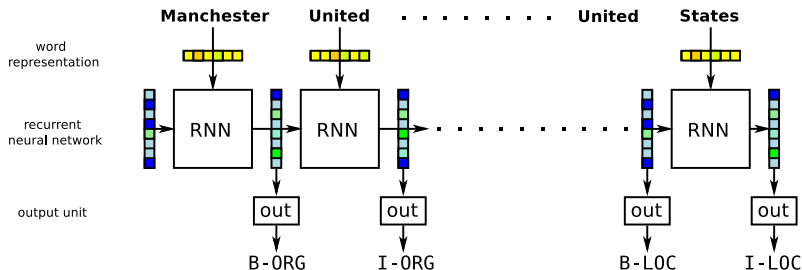 Manchester United United States
word
representation
RNN RNN RNN
recurrent
neural network
output unit
out out out out
B-ORG I-ORG B-LOC I-LOC